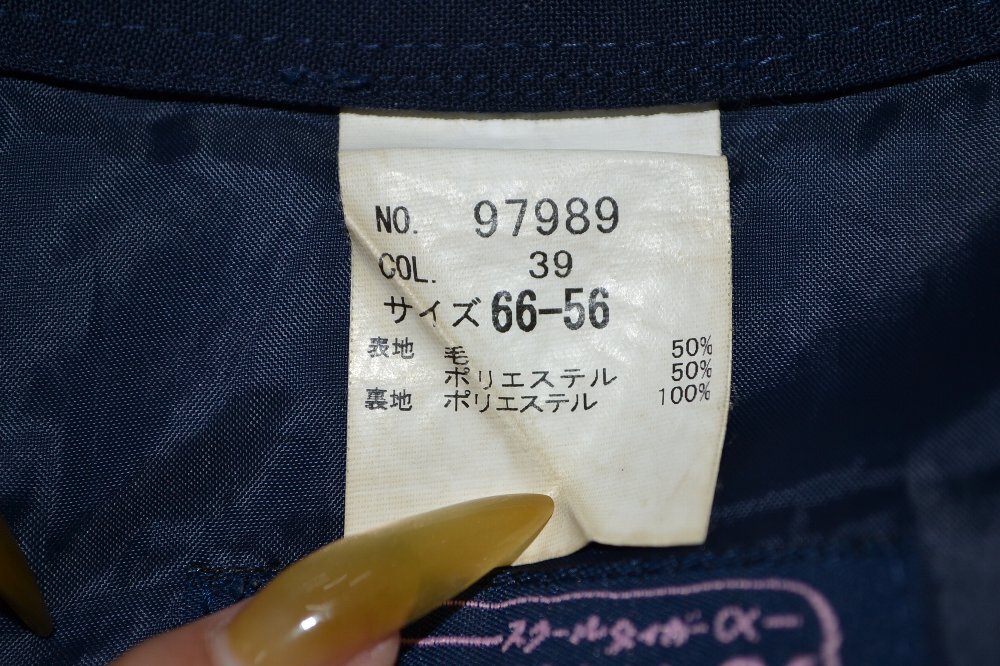 NO. 97989
COL. 39
サイズ 66-56
表地 毛 50%
ポリエステル 50%
裏地 ポリエステル 100%
スクールタイガーα